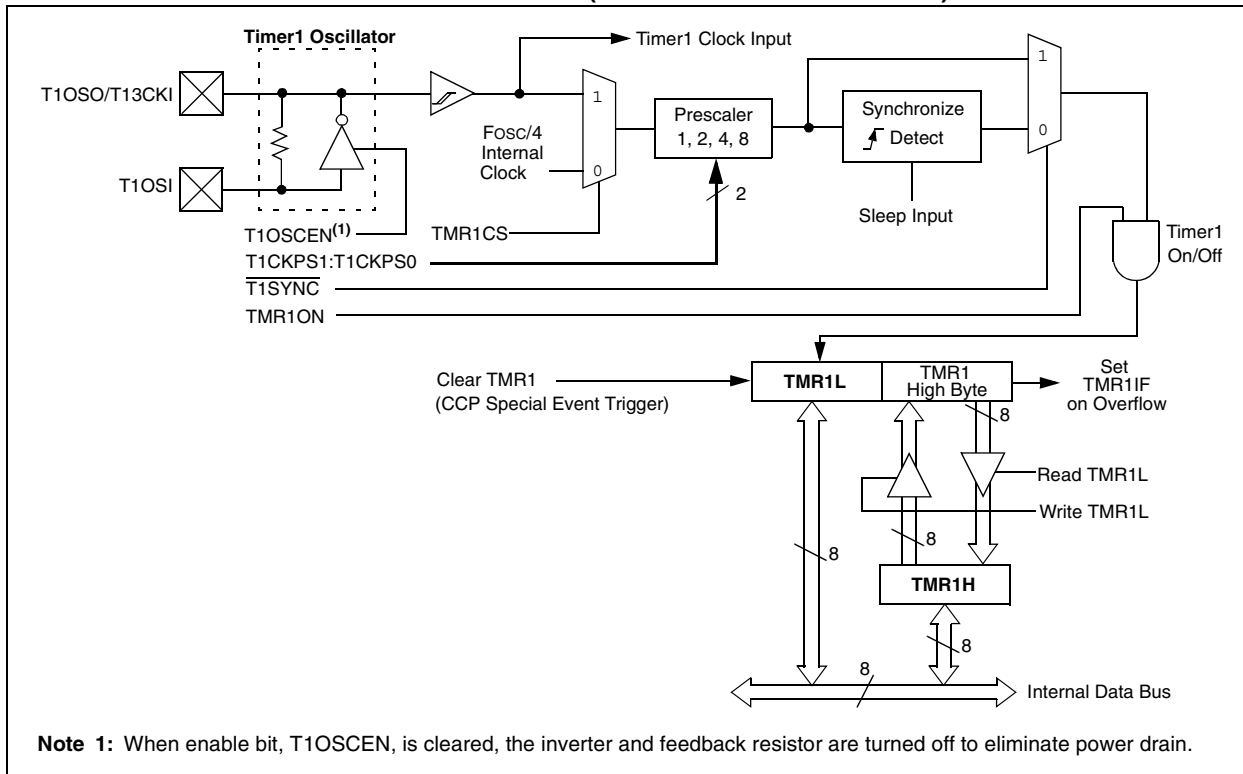 Timer1 Oscillator
Timer1 Clock Input
T1OSO/T13CKI
T1OSI
1
0
FOSC/4
Internal
Clock
Prescaler
1, 2, 4, 8
2
Synchronize
Detect
Sleep Input
1
0
T1OSCEN(1)
TMR1CS
T1CKPS1:T1CKPS0
T1SYNC
TMR1ON
Timer1
On/Off
Clear TMR1
(CCP Special Event Trigger)
TMR1L
TMR1
High Byte
Set
TMR1IF
on Overflow
8
Read TMR1L
Write TMR1L
8
8
TMR1H
8
8
Internal Data Bus
Note 1: When enable bit, T1OSCEN, is cleared, the inverter and feedback resistor are turned off to eliminate power drain.